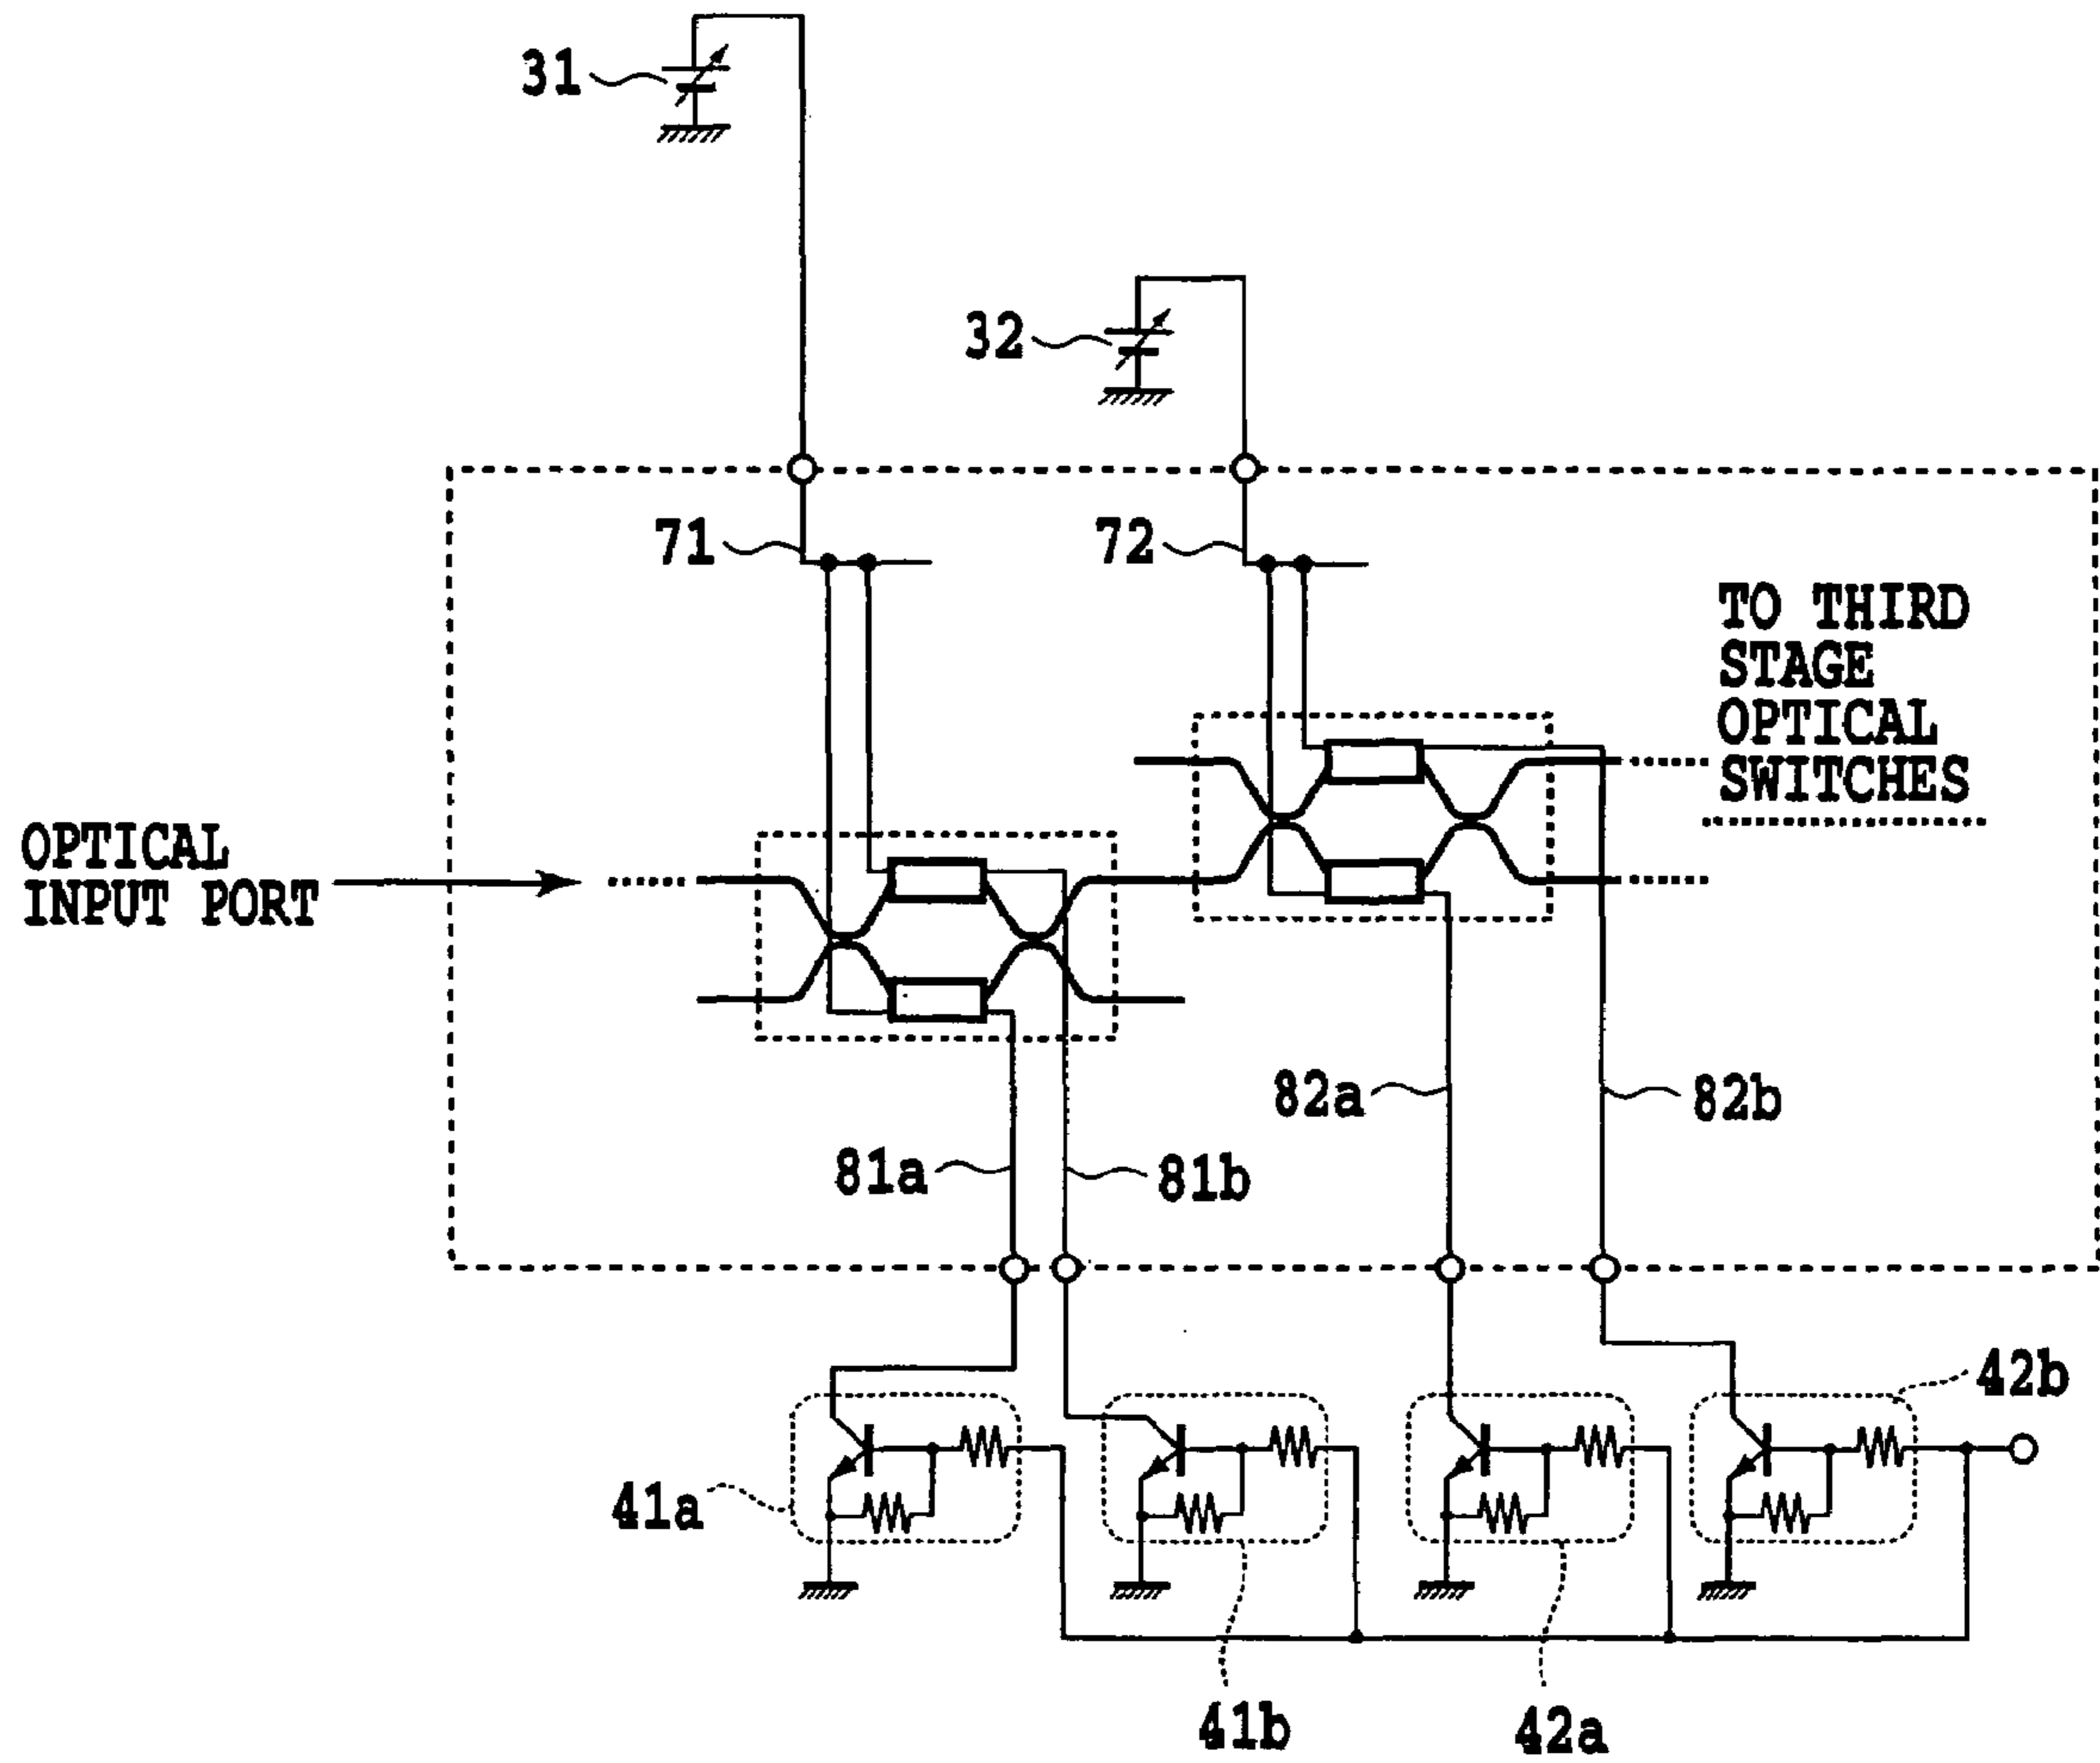 31
32
71
72
TO THIRD
STAGE
OPTICAL
SWITCHES
OPTICAL
INPUT PORT
82a
82b
81a
81b
42b
41a
41b
42a